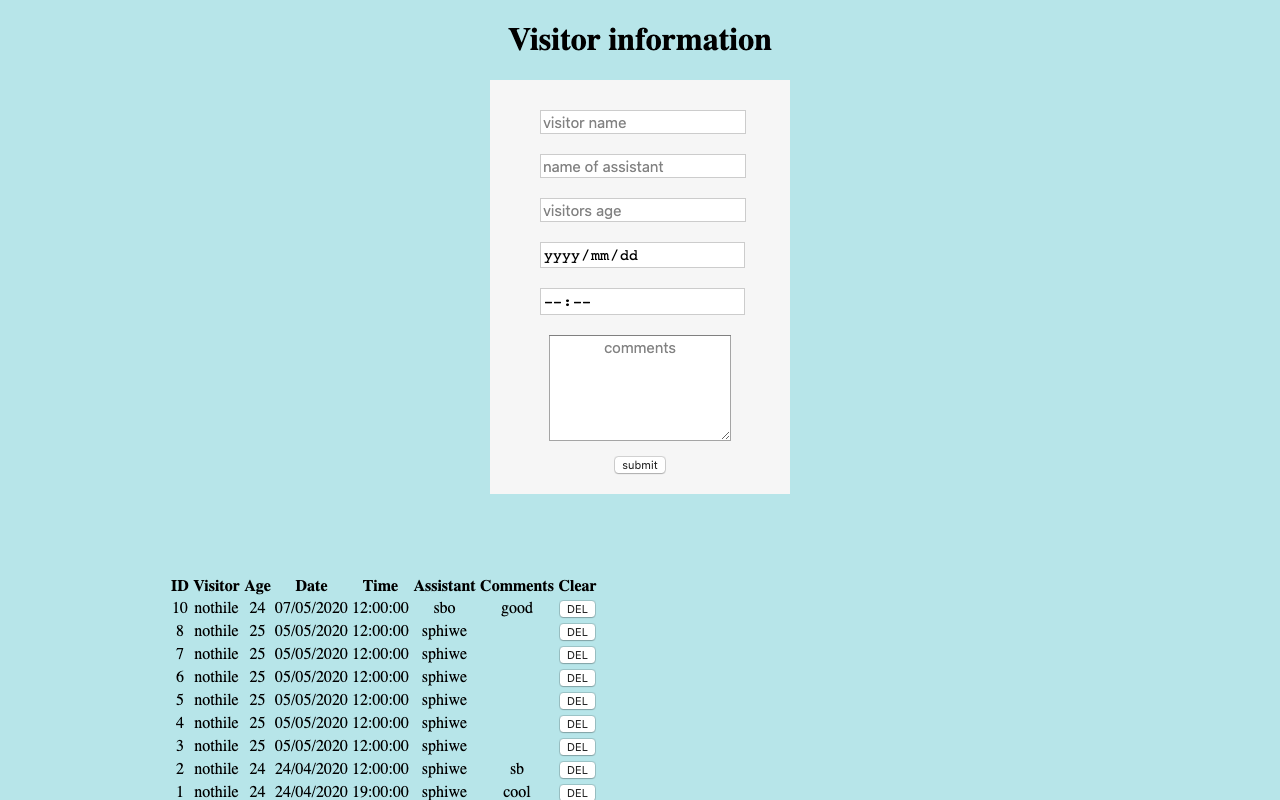 Visitor information
visitor name
name of assistant
visitors age
yyyy/mm/dd
--:--
comments
submit
ID Visitor Age Date Time Assistant Comments Clear
10 nothile 24 07/05/2020 12:00:00 sbo good DEL
8 nothile 25 05/05/2020 12:00:00 sphiwe DEL
7 nothile 25 05/05/2020 12:00:00 sphiwe DEL
6 nothile 25 05/05/2020 12:00:00 sphiwe DEL
5 nothile 25 05/05/2020 12:00:00 sphiwe DEL
4 nothile 25 05/05/2020 12:00:00 sphiwe DEL
3 nothile 25 05/05/2020 12:00:00 sphiwe DEL
2 nothile 24 24/04/2020 12:00:00 sphiwe sb DEL
1 nothile 24 24/04/2020 19:00:00 sphiwe cool DEL